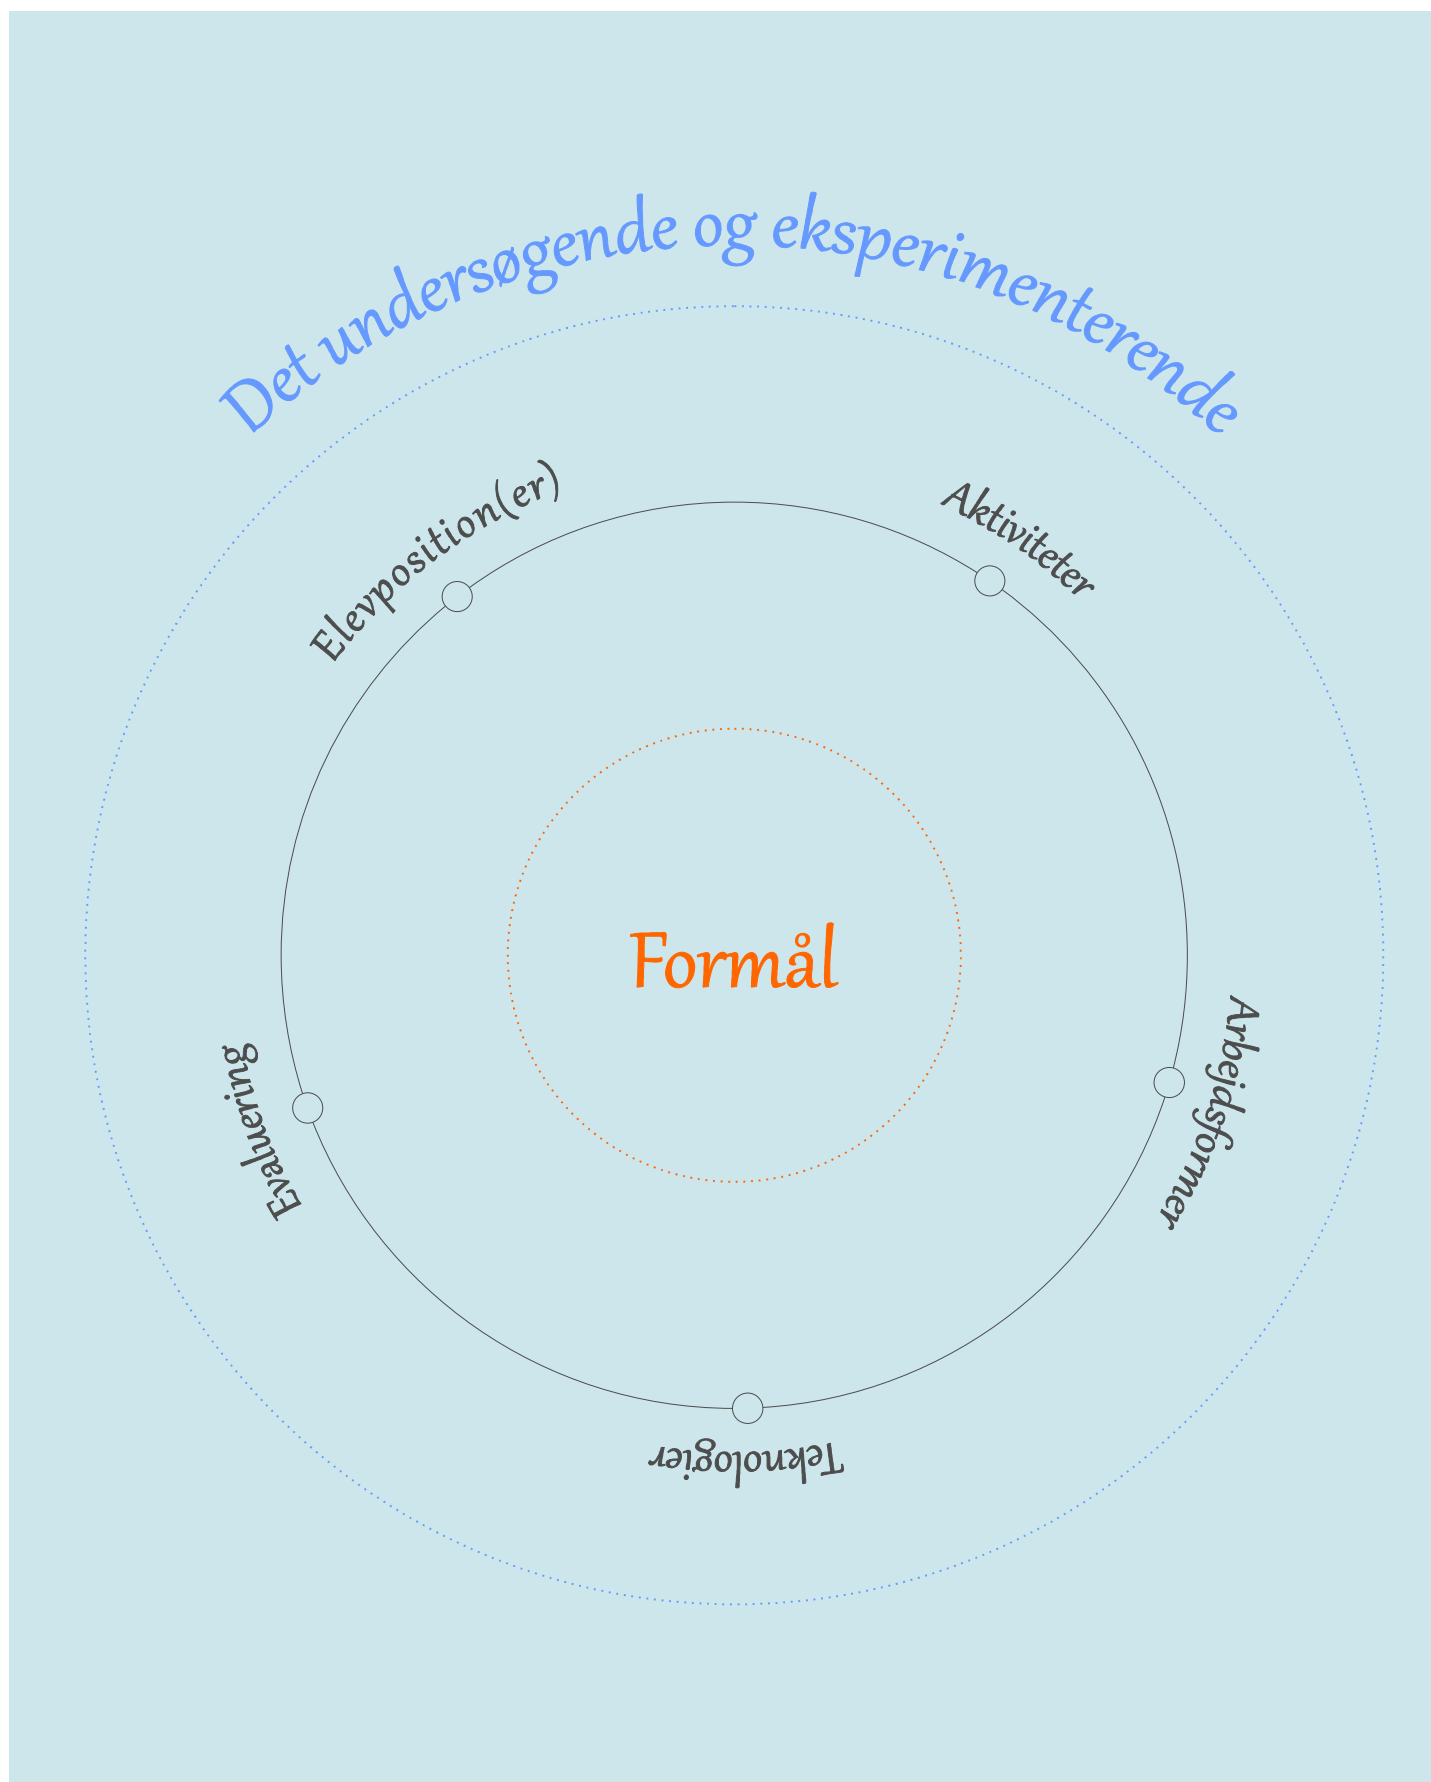 Det undersøgende og eksperimenterende
Elevposition(er)
Aktiviteter
Formål
Arbejdsformer
Evaluering
Teknologier